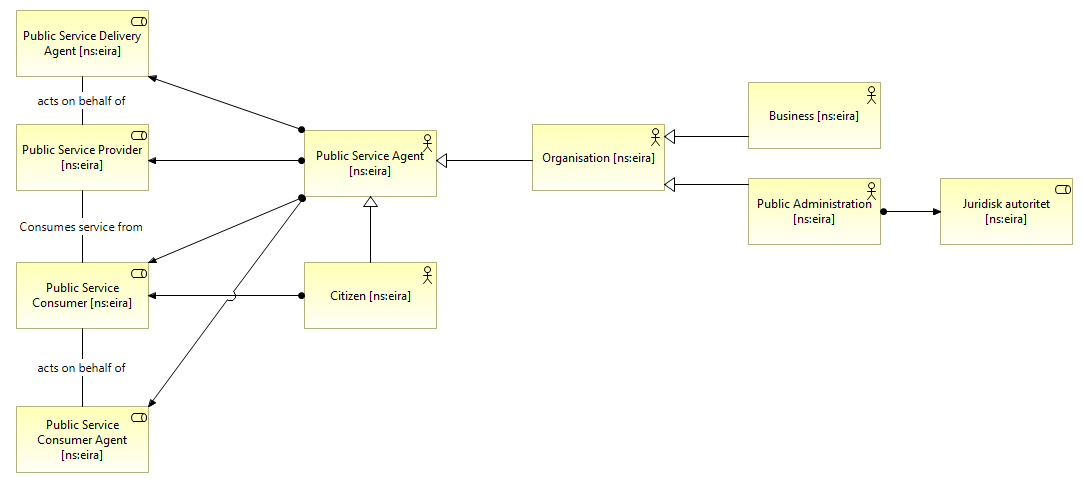 Public Service Delivery
Agent [ns:eira]
acts on behalf of
Public Service Provider
[ns:eira]
Consumes service from
Public Service
Consumer [ns:eira]
acts on behalf of
Public Service
Consumer Agent
[ns:eira]
Public Service Agent
[ns:eira]
Citizen [ns:eira]
Organisation [ns:eira]
Business [ns:eira]
Public Administration
[ns:eira]
Juridisk autoritet
[ns:eira]